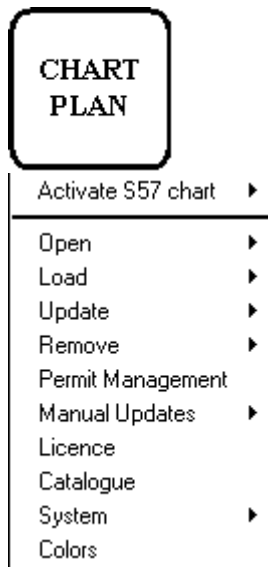 CHART
PLAN
Activate S57 chart
Open
Load
Update
Remove
Permit Management
Manual Updates
Licence
Catalogue
System
Colors